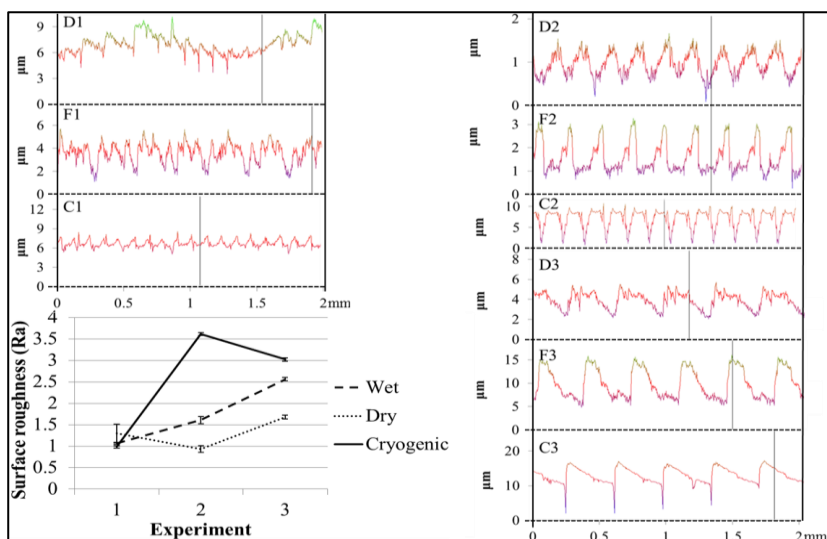 D1
µm
9
6
3
0
F1
µm
6
4
2
0
C1
µm
12
9
6
3
0
0 0.5 1 1.5 2mm
Surface roughness (Ra)
4
3.5
3
2.5
2
1.5
1
0.5
0
1 2 3
Experiment
Wet
Dry
Cryogenic
D2
µm
2
1
0
F2
µm
3
2
1
0
C2
µm
10
5
0
D3
µm
8
6
4
2
0
F3
µm
15
10
5
0
C3
µm
20
10
0
0 0.5 1 1.5 2mm